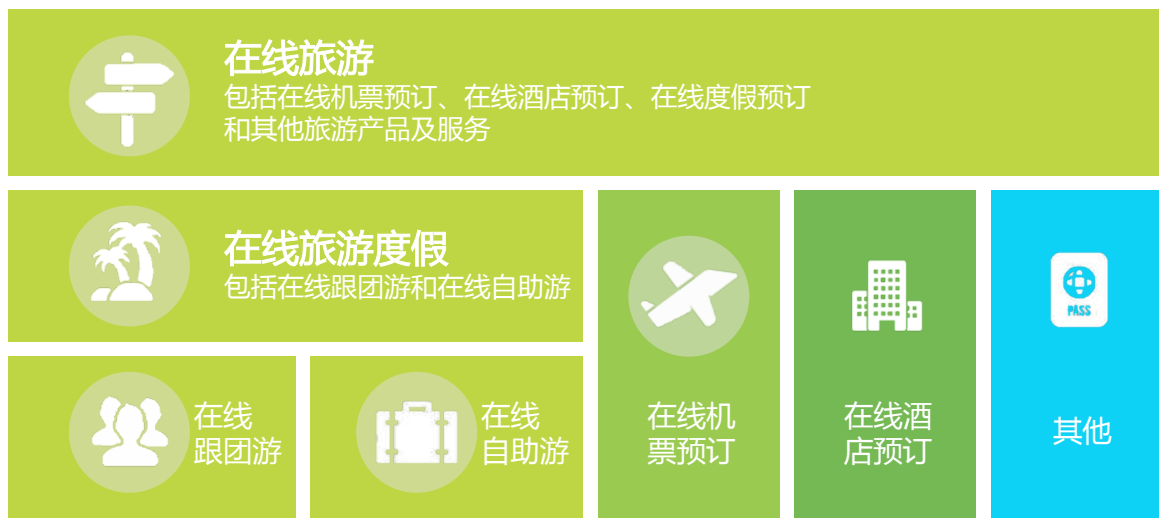 在线旅游
包括在线机票预订、在线酒店预订、在线度假预订
和其他旅游产品及服务
在线旅游度假
包括在线跟团游和在线自助游
在线
跟团游
在线
自助游
在线机
票预订
在线酒
店预订
PASS
其他